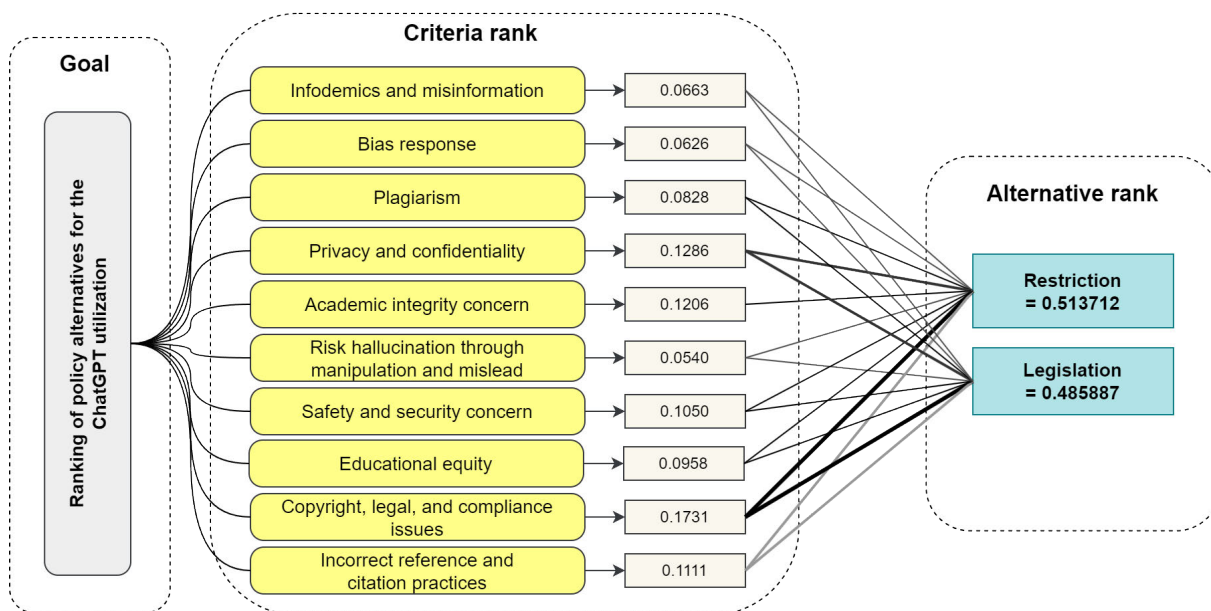 Goal
Ranking of policy alternatives for the
ChatGPT utilization
Criteria rank
Infodemics and misinformation
0.0663
Bias response
0.0626
Plagiarism
0.0828
Privacy and confidentiality
0.1286
Academic integrity concern
0.1206
Risk hallucination through
manipulation and mislead
0.0540
Safety and security concern
0.1050
Educational equity
0.0958
Copyright, legal, and compliance
issues
0.1731
Incorrect reference and
citation practices
0.1111
Alternative rank
Restriction
= 0.513712
Legislation
= 0.485887